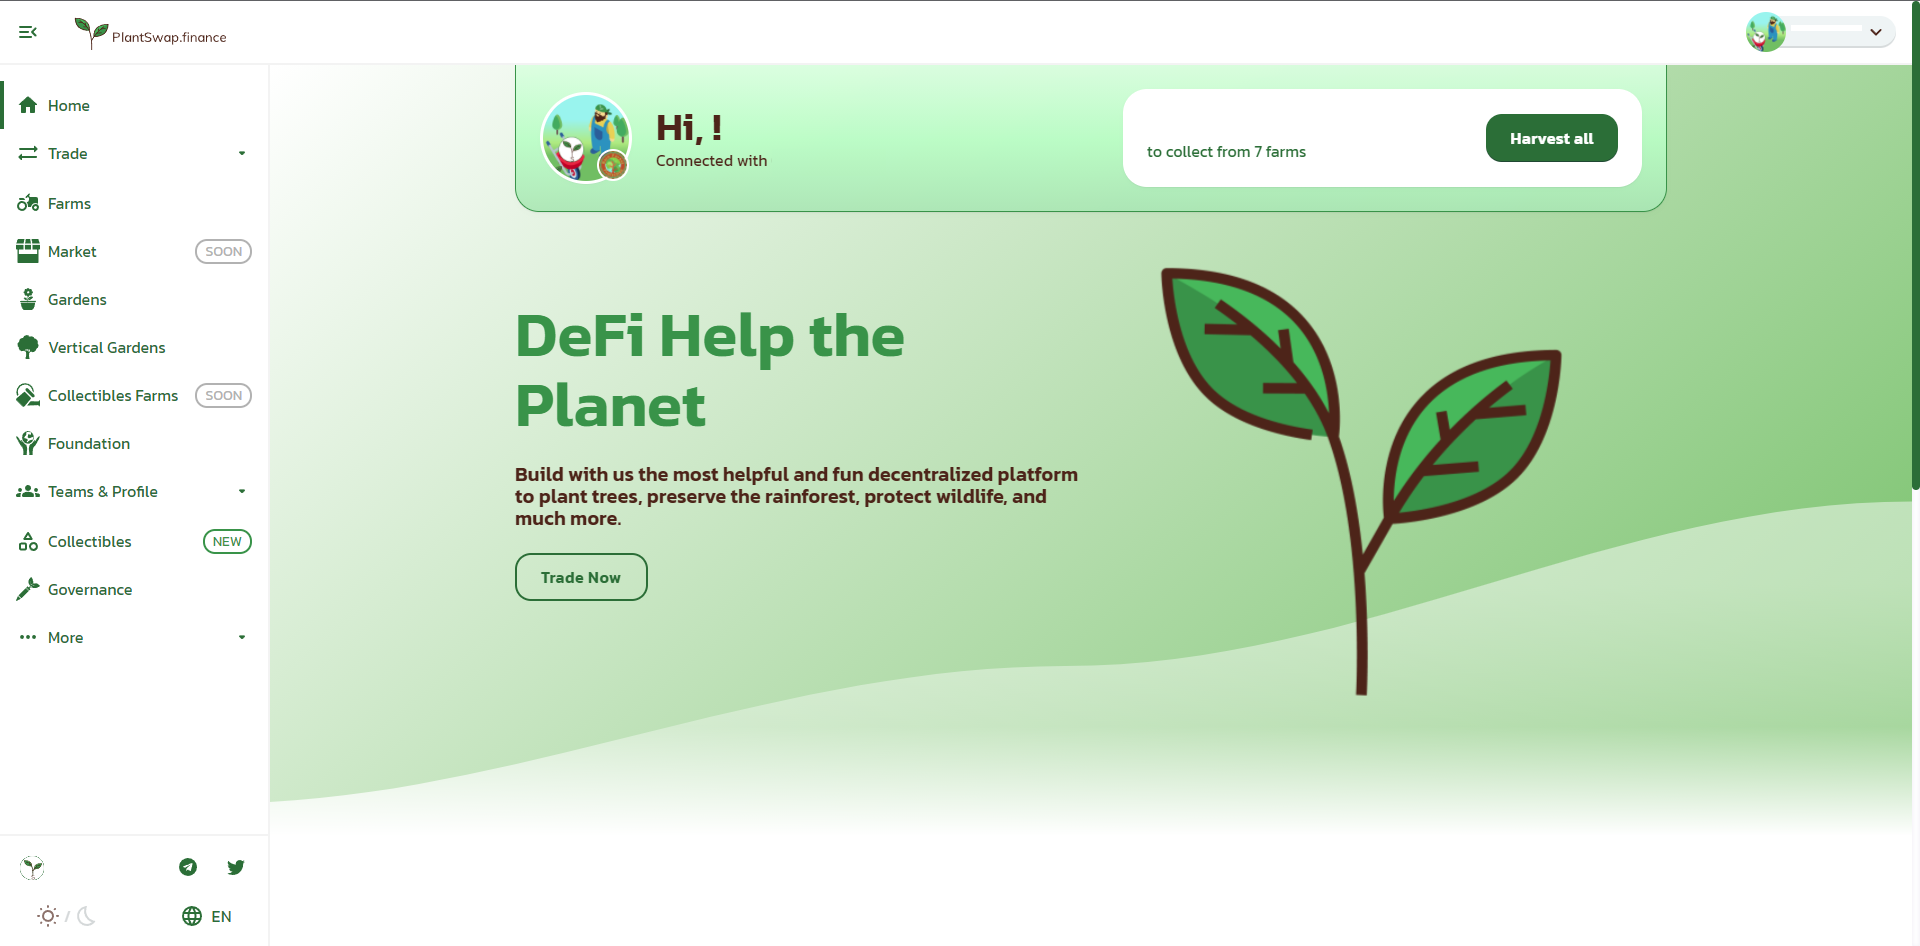 PlantSwap.finance
Home
Trade
Farms
Market
SOON
Gardens
Vertical Gardens
Collectibles Farms
SOON
Foundation
Teams & Profile
Collectibles
NEW
Governance
More
/
EN
Hi, !
Connected with
to collect from 7 farms
Harvest all
DeFi Help the
Planet
Build with us the most helpful and fun decentralized platform
to plant trees, preserve the rainforest, protect wildlife, and
much more.
Trade Now